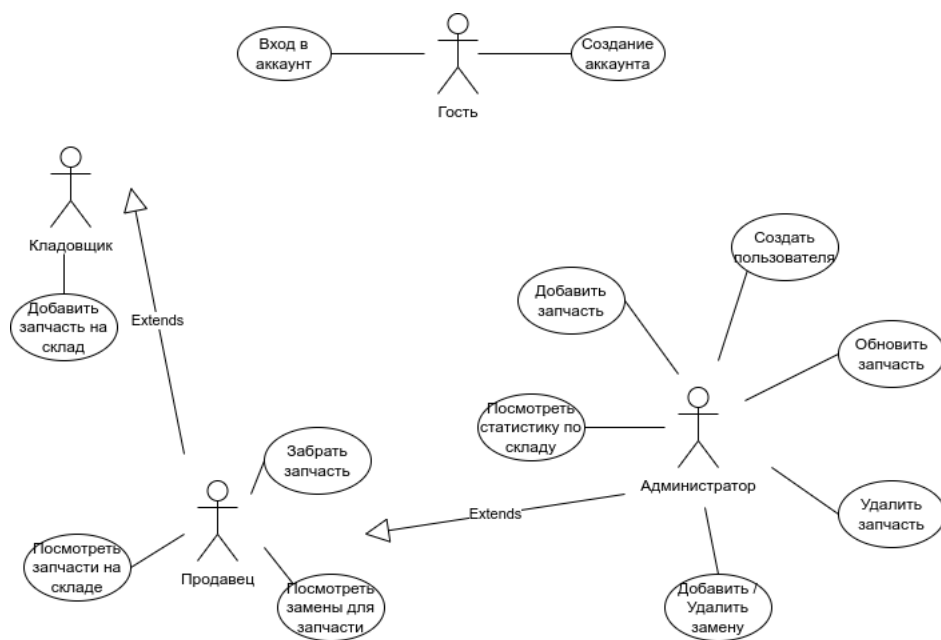 Вход в
аккаунт
Создание
аккаунта
Гость
Кладовщик
Добавить
запчасть на
склад
Extends
Создать
пользователя
Добавить
запчасть
Обновить
запчасть
Посмотреть
статистику по
складу
Администратор
Забрать
запчасть
Extends
Удалить
запчасть
Посмотреть
запчасти на
складе
Продавец
Посмотреть
замены для
запчасти
Добавить /
Удалить
замену